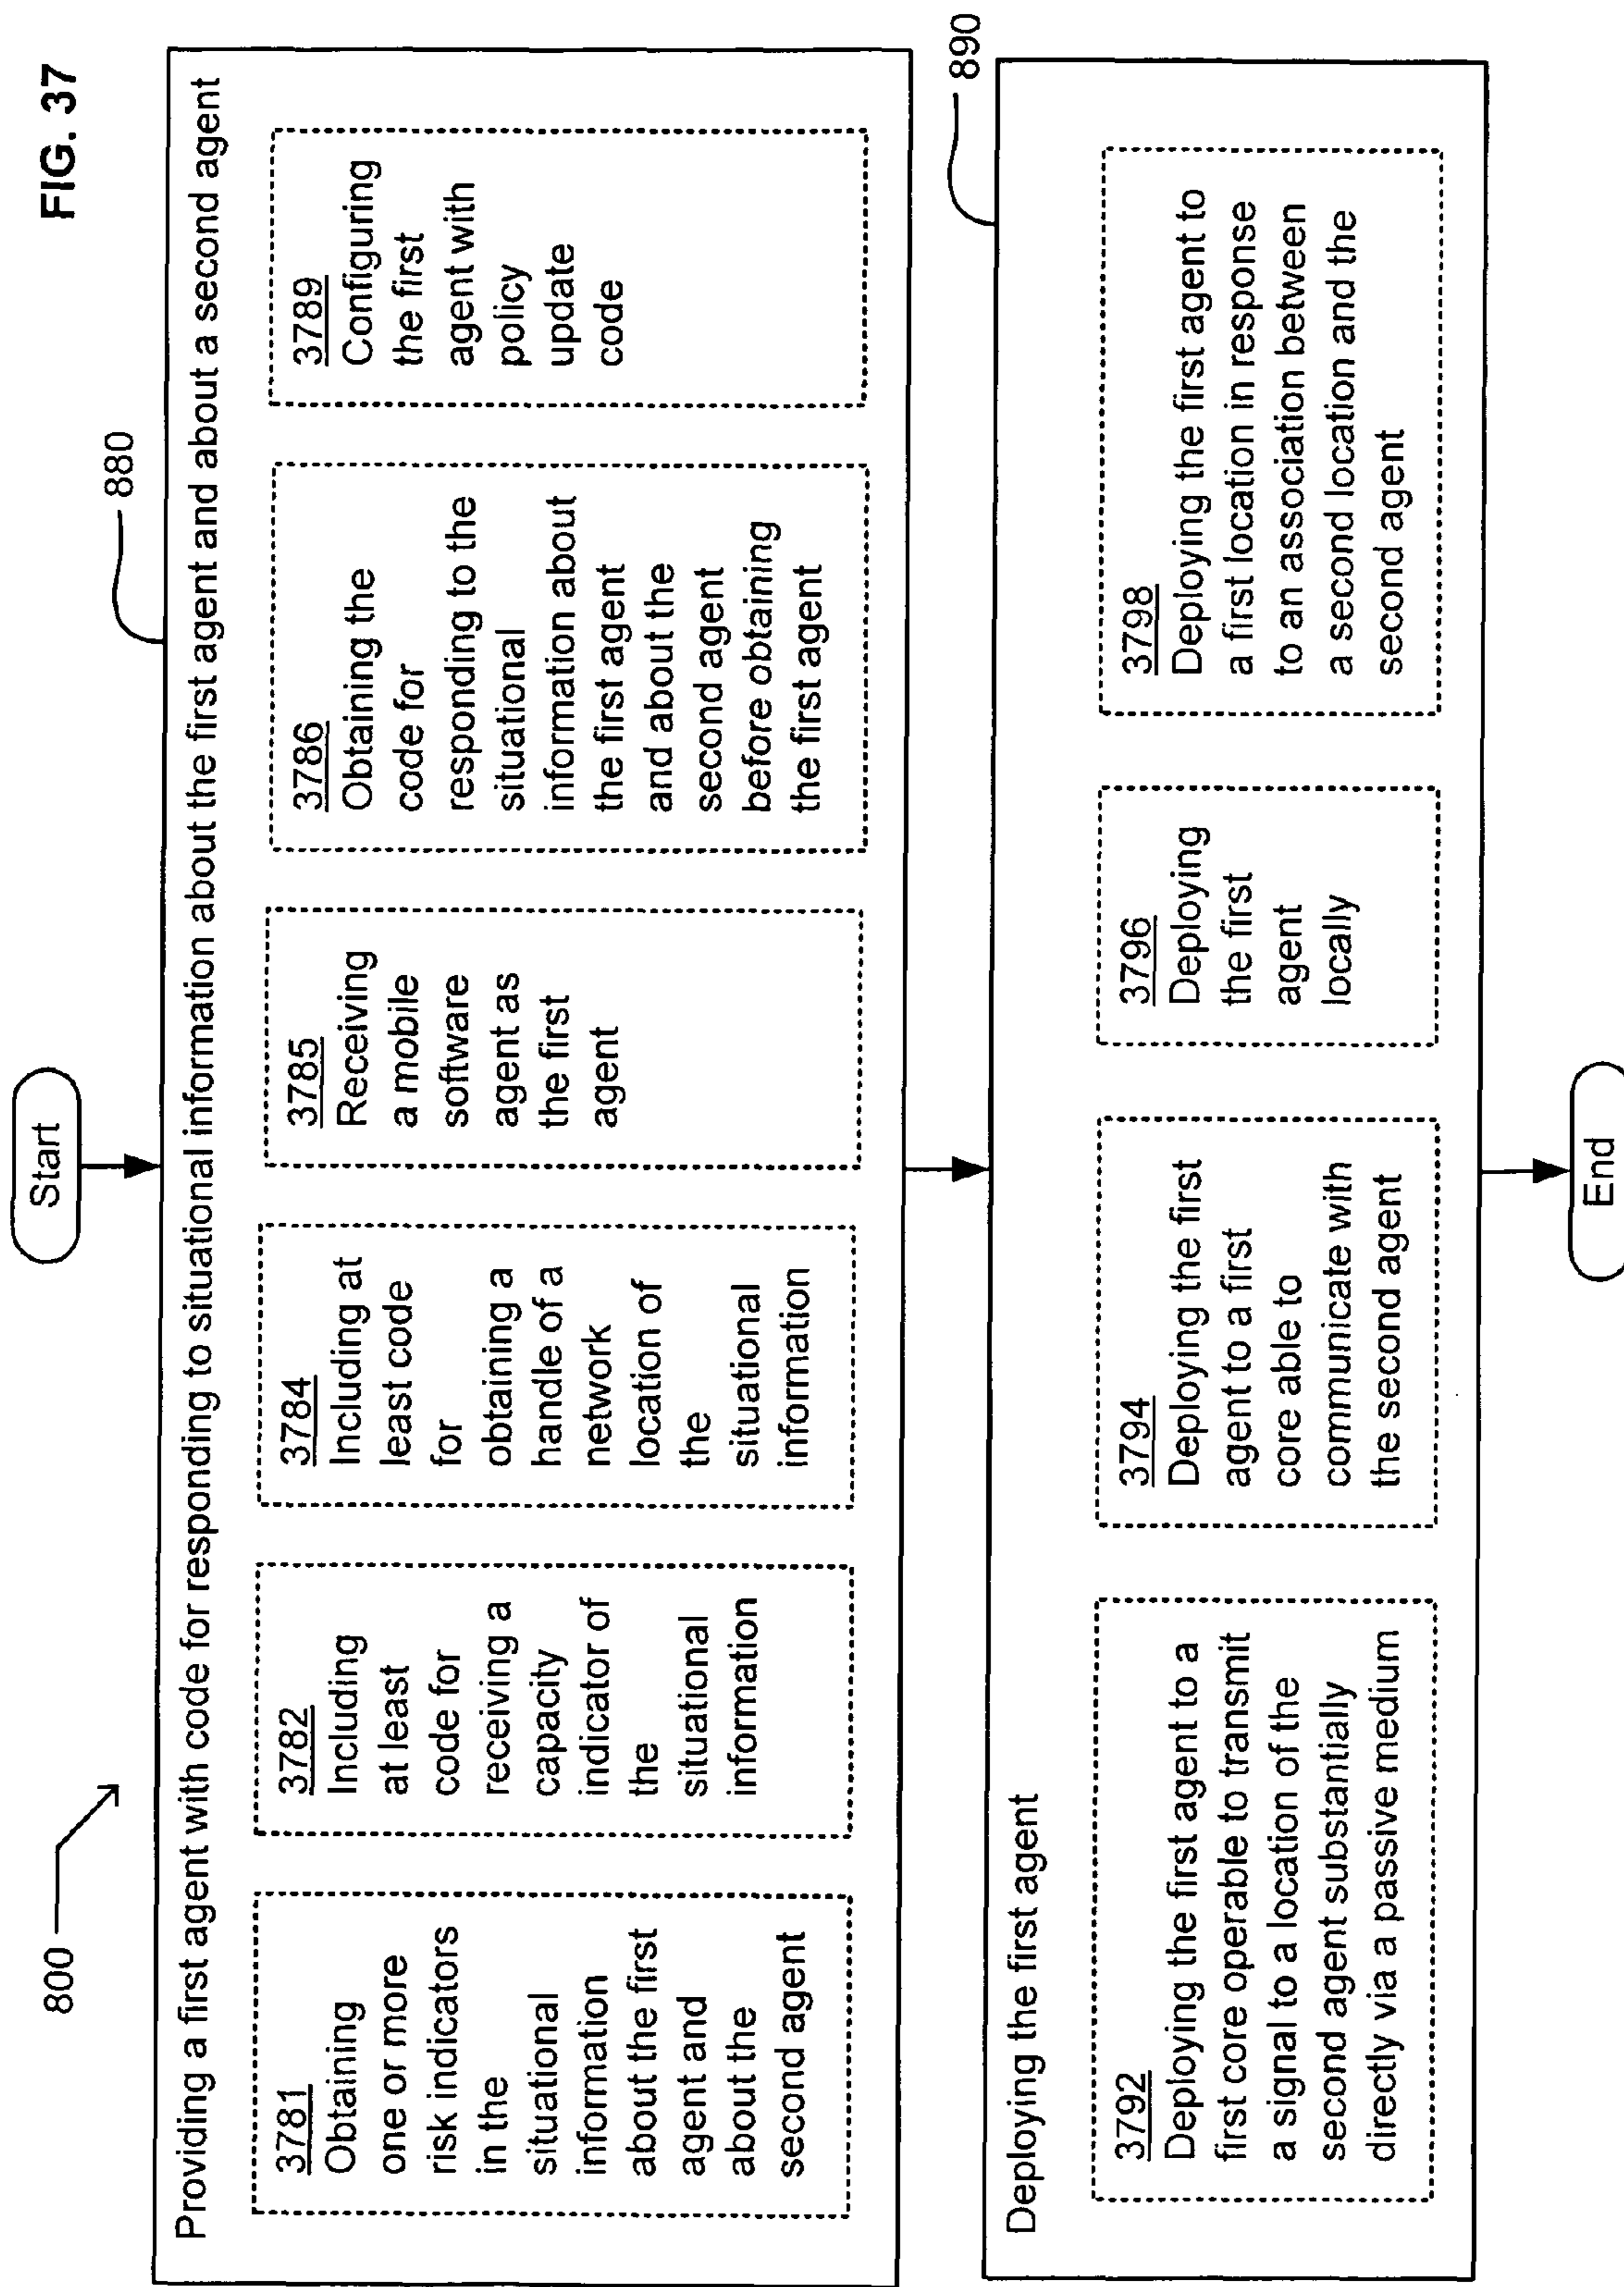 FIG. 37
800
Start
880
Providing a first agent with code for responding to situational information about the first agent and about a second agent
3781
Obtaining
one or more
risk indicators
in the
situational
information
about the first
agent and
about the
second agent
3782
Including
at least
code for
receiving a
capacity
indicator of
the
situational
information
3784
Including at
least code
for
obtaining a
handle of a
network
location of
the
situational
information
3785
Receiving
a mobile
software
agent as
the first
agent
3786
Obtaining the
code for
responding to the
situational
information about
the first agent
and about the
second agent
before obtaining
the first agent
3789
Configuring
the first
agent with
policy
update
code
890
Deploying the first agent
3792
Deploying the first agent to a
first core operable to transmit
a signal to a location of the
second agent substantially
directly via a passive medium
3794
Deploying the first
agent to a first
core able to
communicate with
the second agent
3796
Deploying
the first
agent
locally
3798
Deploying the first agent to
a first location in response
to an association between
a second location and the
second agent
End